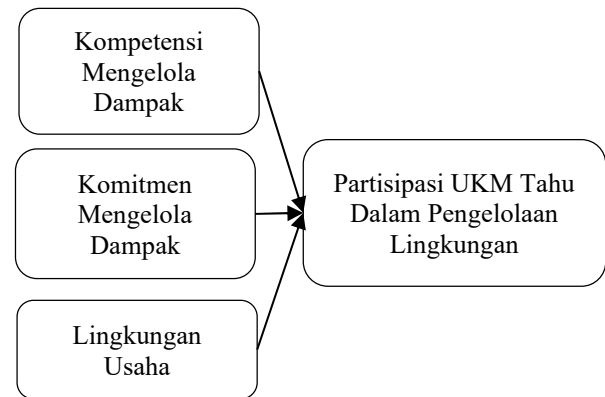 Kompetensi
Mengelola
Dampak
Komitmen
Mengelola
Dampak
Lingkungan
Usaha
Partisipasi UKM Tahu
Dalam Pengelolaan
Lingkungan